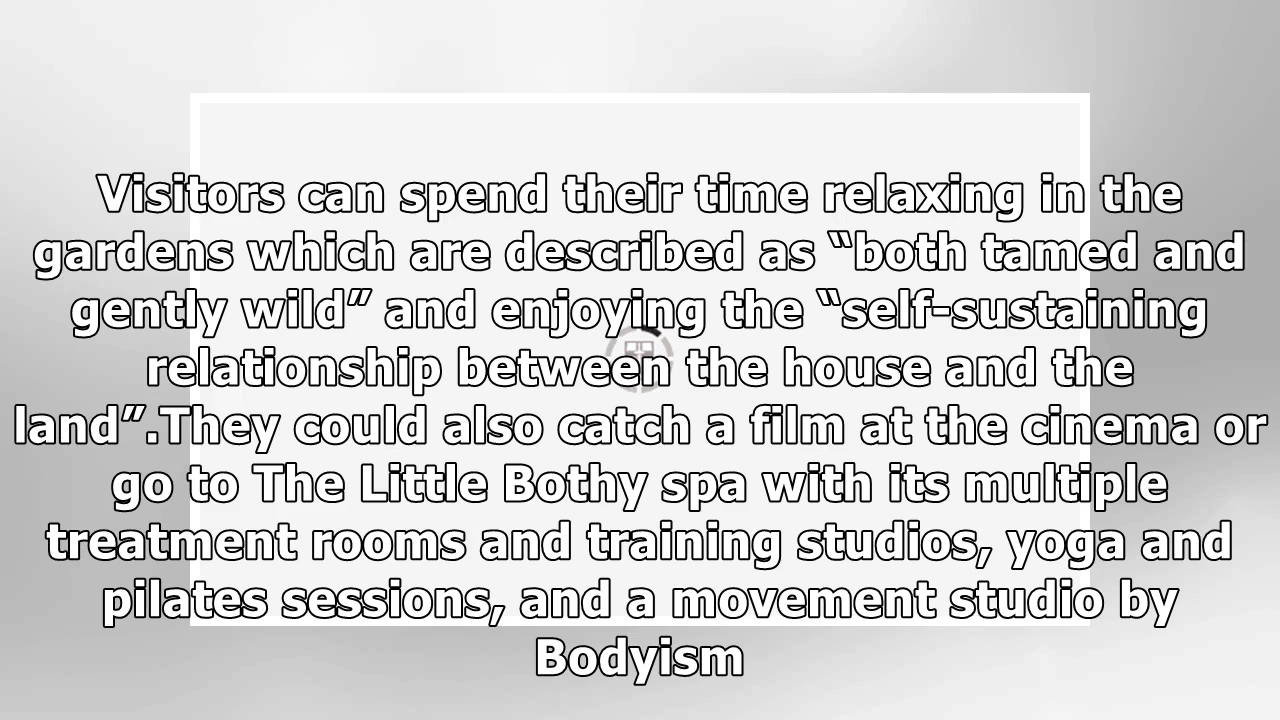 Visitors can spend their time relaxing in the
gardens which are described as “both tamed and
gently wild” and enjoying the “self-sustaining
relationship between the house and the
land”.They could also catch a film at the cinema or
go to The Little Bothy spa with its multiple
treatment rooms and training studios, yoga and
pilates sessions, and a movement studio by
Bodyism